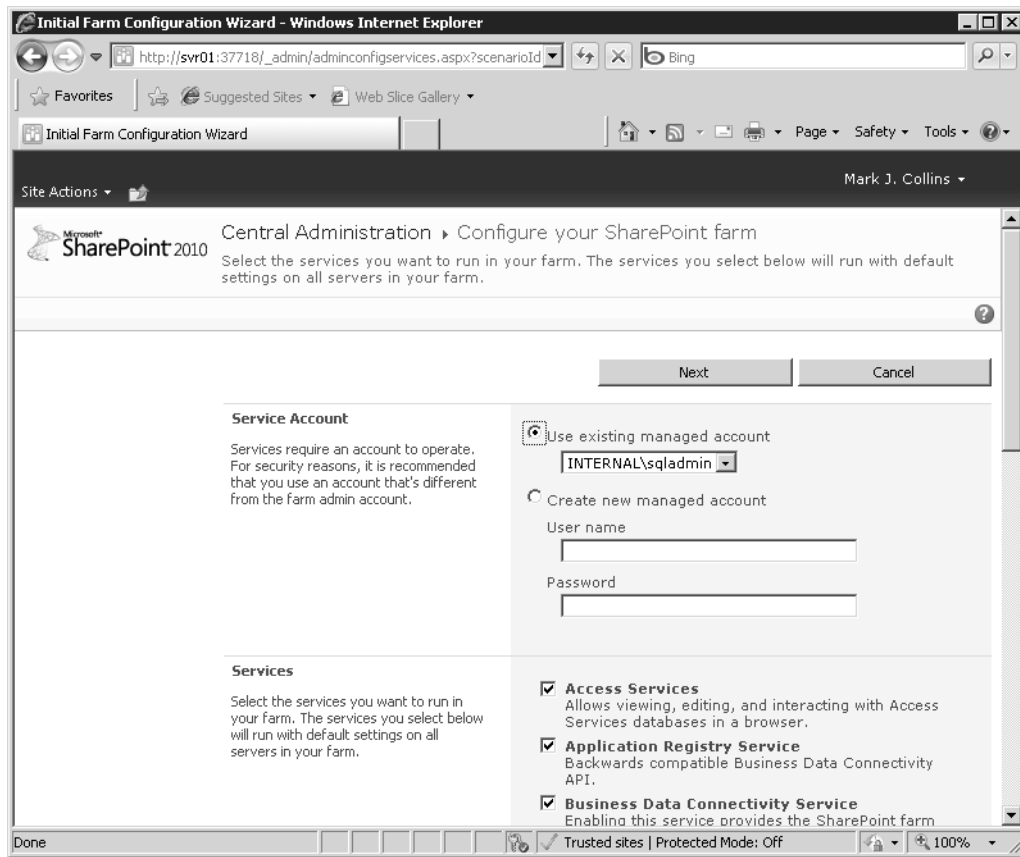 Initial Farm Configuration Wizard - Windows Internet Explorer
http://svr01:37718/_admin/adminconfigservices.aspx?scenarioId
Bing
Favorites
Suggested Sites
Web Slice Gallery
Initial Farm Configuration Wizard
Page
Safety
Tools
Site Actions
Mark J. Collins
Microsoft
SharePoint 2010
Central Administration
Configure your SharePoint farm
Select the services you want to run in your farm. The services you select below will run with default
settings on all servers in your farm.
Next
Cancel
Service Account
Services require an account to operate.
For security reasons, it is recommended
that you use an account that's different
from the farm admin account.
Use existing managed account
INTERNAL\sqladmin
Create new managed account
User name
Password
Services
Select the services you want to run in
your farm. The services you select below
will run with default settings on all
servers in your farm.
Access Services
Allows viewing, editing, and interacting with Access
Services databases in a browser.
Application Registry Service
Backwards compatible Business Data Connectivity
API.
Business Data Connectivity Service
Enabling this service provides the SharePoint farm
Done
Trusted sites | Protected Mode: Off
100%